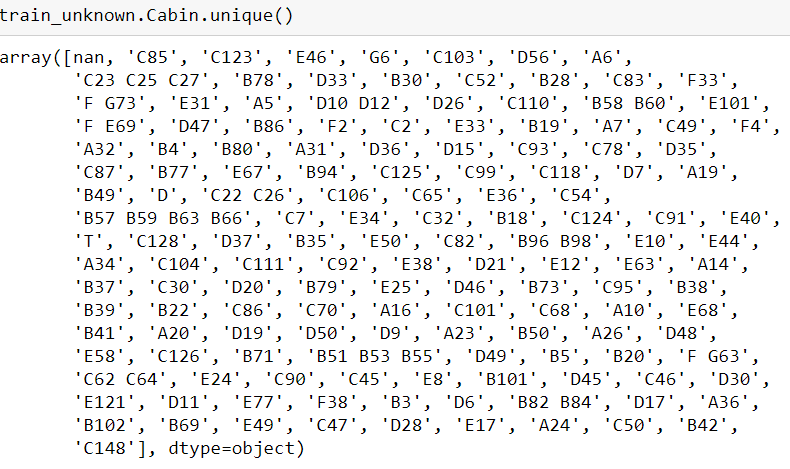 train_unknown.Cabin.unique()
array([nan, 'C85', 'C123', 'E46', 'G6', 'C103', 'D56', 'A6',
'C23 C25 C27', 'B78', 'D33', 'B30', 'C52', 'B28', 'C83', 'F33',
'F G73', 'E31', 'A5', 'D10 D12', 'D26', 'C110', 'B58 B60', 'E101',
'F E69', 'D47', 'B86', 'F2', 'C2', 'E33', 'B19', 'A7', 'C49', 'F4',
'A32', 'B4', 'B80', 'A31', 'D36', 'D15', 'C93', 'C78', 'D35',
'C87', 'B77', 'E67', 'B94', 'C125', 'C99', 'C118', 'D7', 'A19',
'B49', 'D', 'C22 C26', 'C106', 'C65', 'E36', 'C54',
'B57 B59 B63 B66', 'C7', 'E34', 'C32', 'B18', 'C124', 'C91', 'E40',
'T', 'C128', 'D37', 'B35', 'E50', 'C82', 'B96 B98', 'E10', 'E44',
'A34', 'C104', 'C111', 'C92', 'E38', 'D21', 'E12', 'E63', 'A14',
'B37', 'C30', 'D20', 'B79', 'E25', 'D46', 'B73', 'C95', 'B38',
'B39', 'B22', 'C86', 'C70', 'A16', 'C101', 'C68', 'A10', 'E68',
'B41', 'A20', 'D19', 'D50', 'D9', 'A23', 'B50', 'A26', 'D48',
'E58', 'C126', 'B71', 'B51 B53 B55', 'D49', 'B5', 'B20', 'F G63',
'C62 C64', 'E24', 'C90', 'C45', 'E8', 'B101', 'D45', 'C46', 'D30',
'E121', 'D11', 'E77', 'F38', 'B3', 'D6', 'B82 B84', 'D17', 'A36',
'B102', 'B69', 'E49', 'C47', 'D28', 'E17', 'A24', 'C50', 'B42',
'C148'], dtype=object)